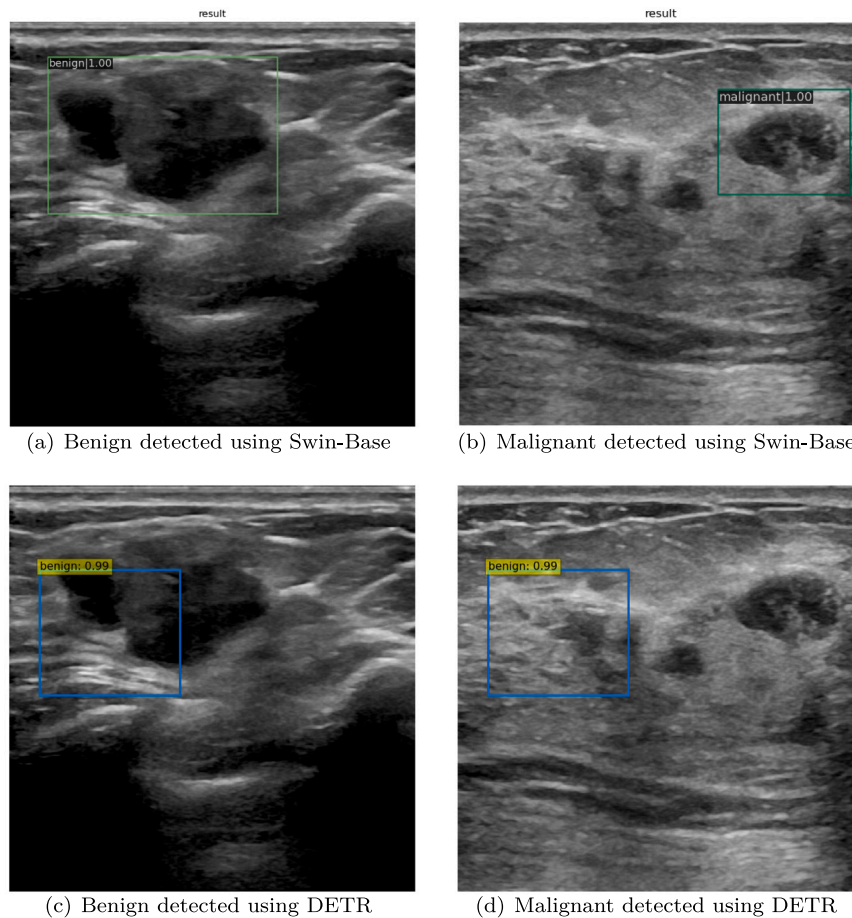 result
result
benign|1.00
malignant|1.00
(a) Benign detected using Swin-Base
(b) Malignant detected using Swin-Base
benign: 0.99
benign: 0.99
(c) Benign detected using DETR
(d) Malignant detected using DETR